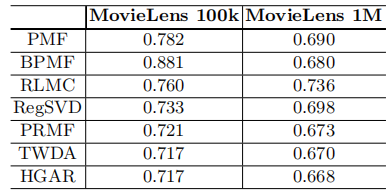 MovieLens 100k MovieLens 1M
PMF 0.782 0.690
BPMF 0.881 0.680
RLMC 0.760 0.736
RegSVD 0.733 0.698
PRMF 0.721 0.673
TWDA 0.717 0.670
HGAR 0.717 0.668